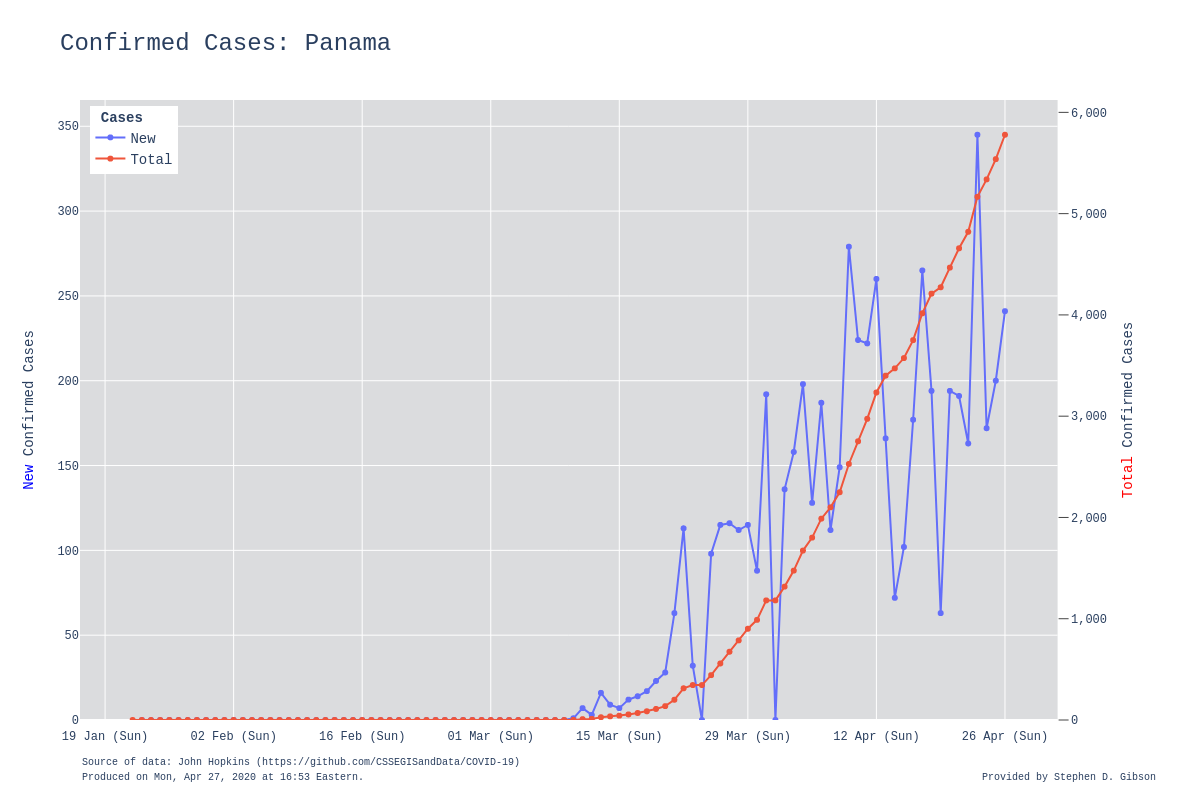 Confirmed Cases: Panama
Cases
New
Total
350
300
250
200
150
100
50
0
6,000
5,000
4,000
3,000
2,000
1,000
0
New Confirmed Cases
Total Confirmed Cases
19 Jan (Sun) 02 Feb (Sun) 16 Feb (Sun) 01 Mar (Sun) 15 Mar (Sun) 29 Mar (Sun) 12 Apr (Sun) 26 Apr (Sun)
Source of data: John Hopkins (https://github.com/CSSEGISandData/COVID-19)
Produced on Mon, Apr 27, 2020 at 16:53 Eastern.
Provided by Stephen D. Gibson